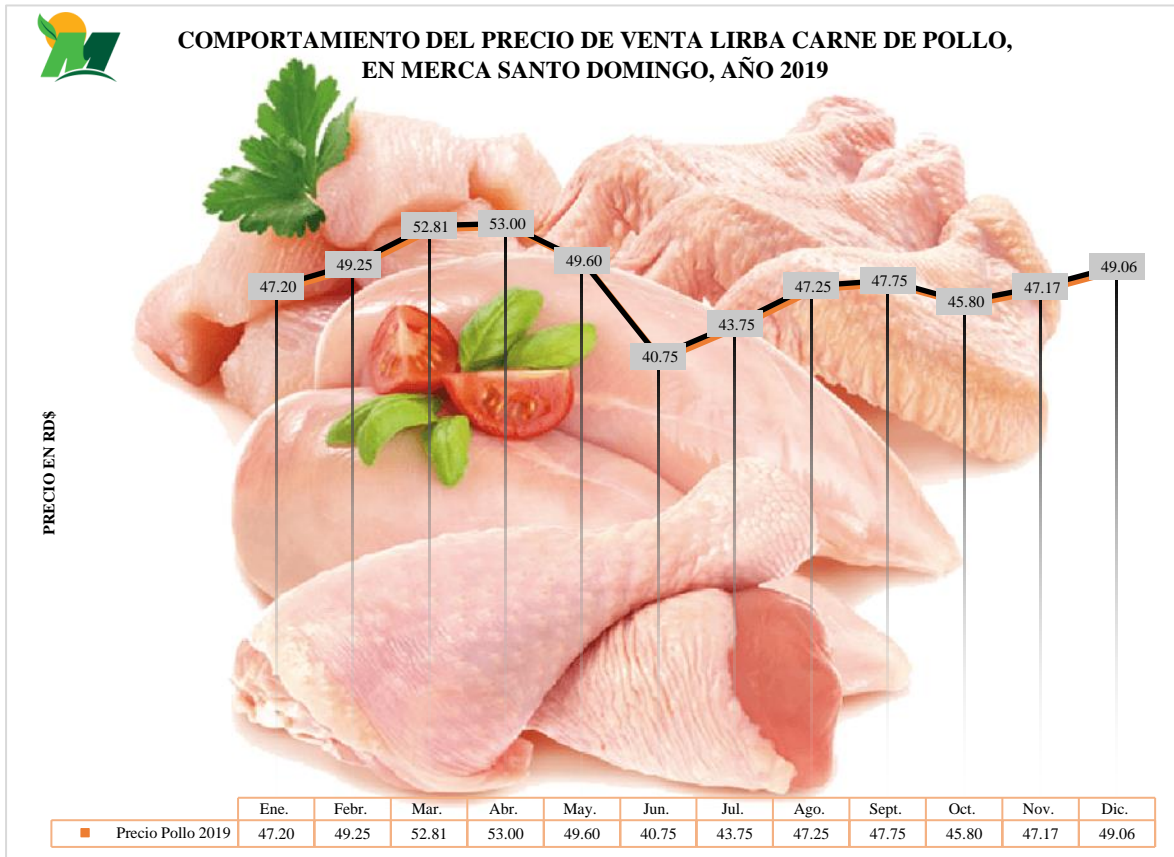 COMPORTAMIENTO DEL PRECIO DE VENTA LIRBA CARNE DE POLLO,
EN MERCA SANTO DOMINGO, AÑO 2019
PRECIO EN RD$
47.20
49.25
52.81
53.00
49.60
40.75
43.75
47.25
47.75
45.80
47.17
49.06
Ene. Febr. Mar. Abr. May. Jun. Jul. Ago. Sept. Oct. Nov. Dic.
Precio Pollo 2019 47.20 49.25 52.81 53.00 49.60 40.75 43.75 47.25 47.75 45.80 47.17 49.06